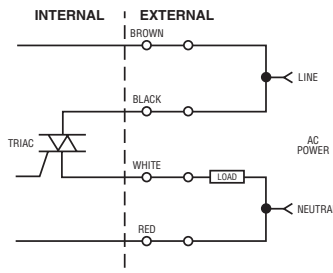 INTERNAL EXTERNAL
BROWN
LINE
BLACK
TRIAC
AC
POWER
WHITE
LOAD
NEUTRA
RED